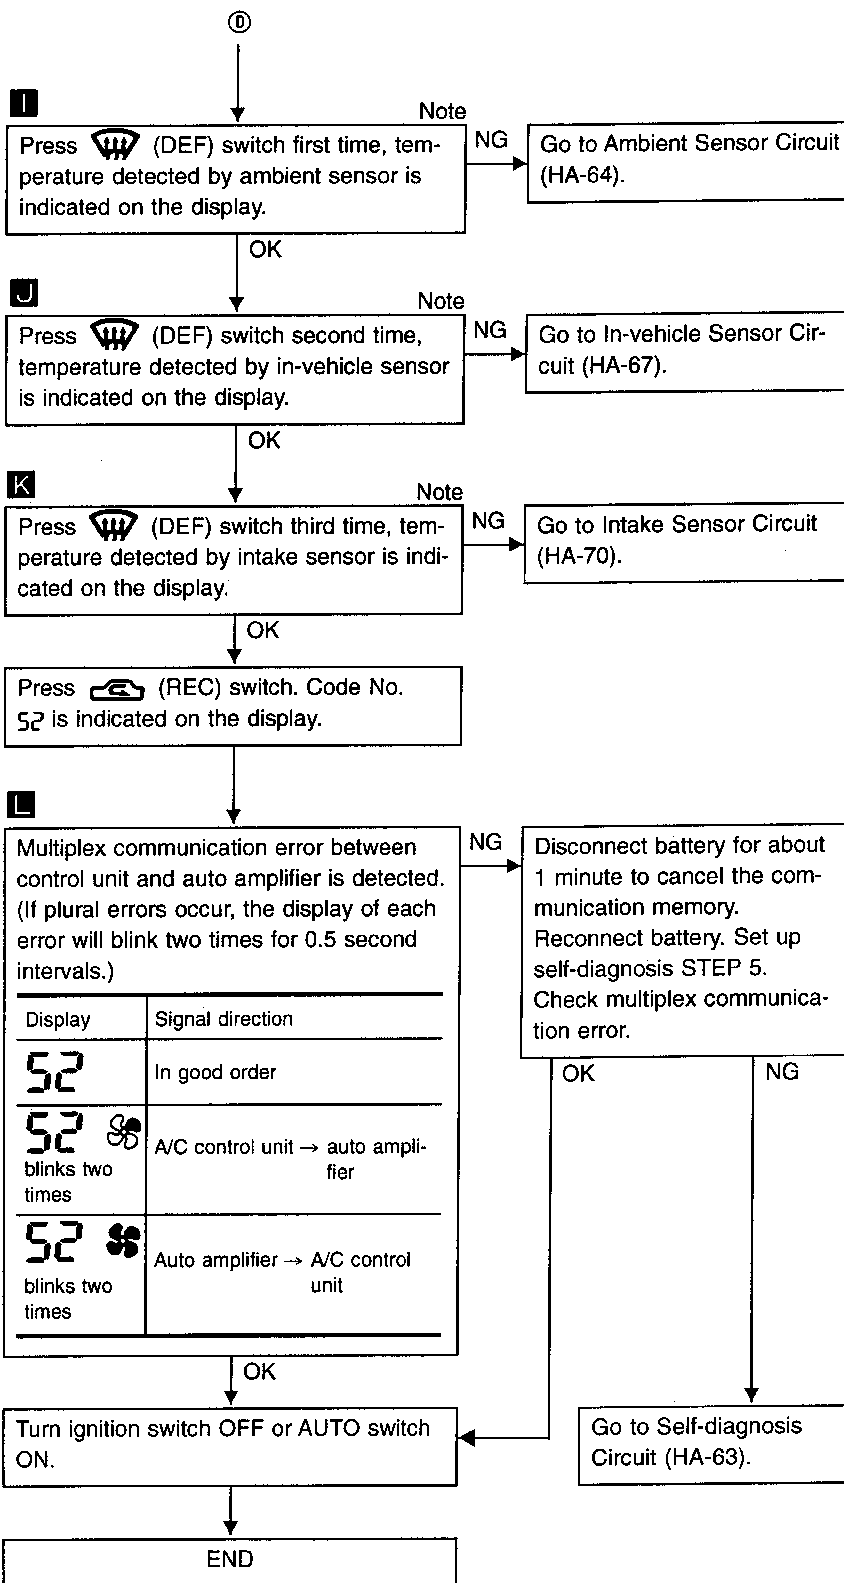 D
I
Note
Press (DEF) switch first time, tem-
perature detected by ambient sensor is
indicated on the display.
NG
Go to Ambient Sensor Circuit
(HA-64).
OK
J
Note
Press (DEF) switch second time,
temperature detected by in-vehicle sensor
is indicated on the display.
NG
Go to In-vehicle Sensor Cir-
cuit (HA-67).
OK
K
Note
Press (DEF) switch third time, tem-
perature detected by intake sensor is indi-
cated on the display.
NG
Go to Intake Sensor Circuit
(HA-70).
OK
Press (REC) switch. Code No.
52 is indicated on the display.
L
Multiplex communication error between
control unit and auto amplifier is detected.
(If plural errors occur, the display of each
error will blink two times for 0.5 second
intervals.)
Display Signal direction
52 In good order
52
blinks two
times
A/C control unit → auto ampli-
fier
52
blinks two
times
Auto amplifier → A/C control
unit
NG
Disconnect battery for about
1 minute to cancel the com-
munication memory.
Reconnect battery. Set up
self-diagnosis STEP 5.
Check multiplex communica-
tion error.
OK
NG
OK
Turn ignition switch OFF or AUTO switch
ON.
Go to Self-diagnosis
Circuit (HA-63).
END